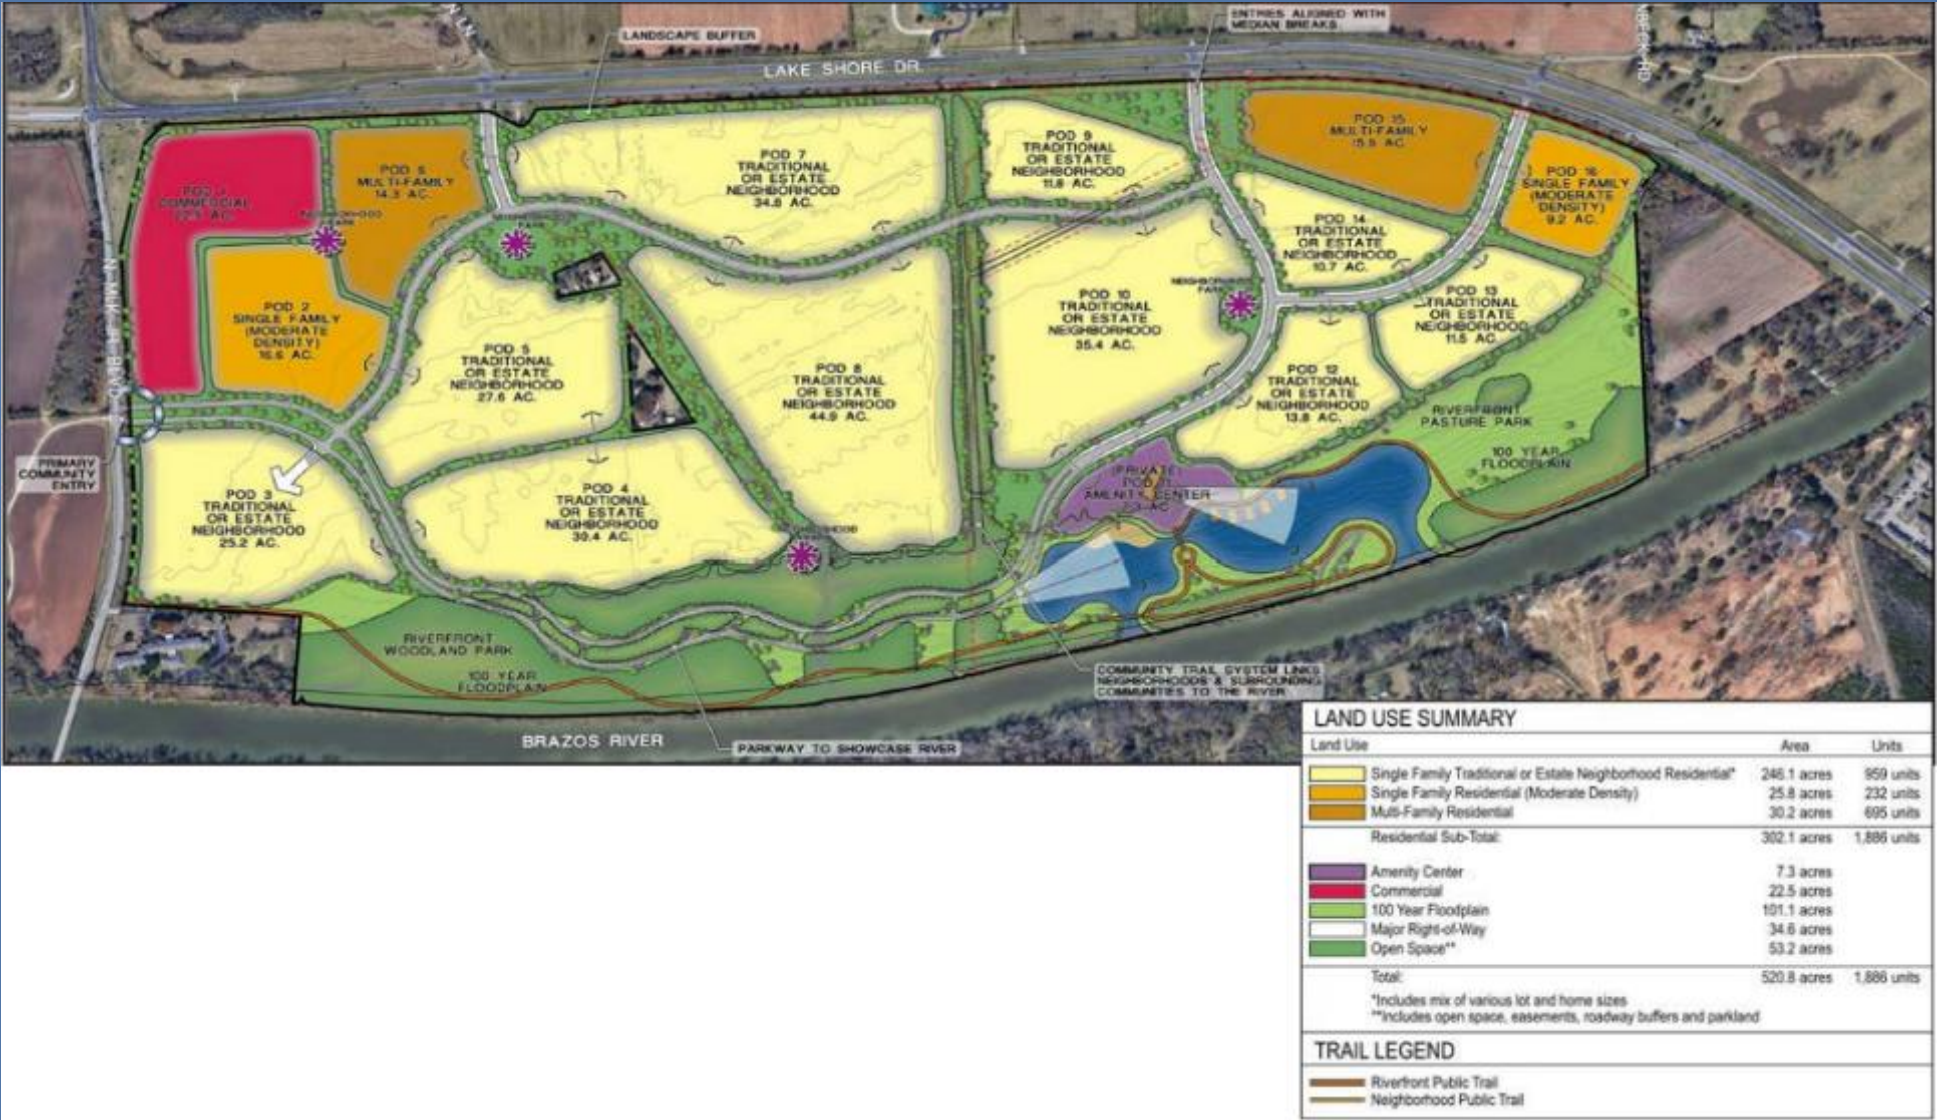 ENTRIES ALIGNED WITH
MEDIAN BREAKS
LANDSCAPE BUFFER
LAKE SHORE DR.
POD 9
TRADITIONAL
OR ESTATE
NEIGHBORHOOD
11.6 AC.
POD 15
MULTI-FAMILY
15.9 AC.
POD 7
TRADITIONAL
OR ESTATE
NEIGHBORHOOD
34.8 AC.
POD 6
MULTI-FAMILY
14.3 AC.
POD 16
SINGLE FAMILY
(MODERATE
DENSITY)
9.2 AC.
COMMERCIAL
NEIGHBORHOOD
PARK
PARK
POD 14
TRADITIONAL
OR ESTATE
NEIGHBORHOOD
10.7 AC.
NEIGHBORHOOD
PARK
POD 2
SINGLE FAMILY
(MODERATE
DENSITY)
16.6 AC.
POD 10
TRADITIONAL
OR ESTATE
NEIGHBORHOOD
35.4 AC.
POD 13
TRADITIONAL
OR ESTATE
NEIGHBORHOOD
11.5 AC.
POD 5
TRADITIONAL
OR ESTATE
NEIGHBORHOOD
27.6 AC.
POD 8
TRADITIONAL
OR ESTATE
NEIGHBORHOOD
44.9 AC.
POD 12
TRADITIONAL
OR ESTATE
NEIGHBORHOOD
13.8 AC.
RIVERFRONT
PASTURE PARK
100 YEAR
FLOODPLAIN
PRIMARY
COMMUNITY
ENTRY
POD 3
TRADITIONAL
OR ESTATE
NEIGHBORHOOD
25.2 AC.
POD 4
TRADITIONAL
OR ESTATE
NEIGHBORHOOD
30.4 AC.
(PRIVATE)
POD 11
AMENITY CENTER
7.3 AC.
NEIGHBORHOOD
RIVERFRONT
WOODLAND PARK
100 YEAR
FLOODPLAIN
COMMUNITY TRAIL SYSTEM LINKS
NEIGHBORHOODS & SURROUNDING
COMMUNITIES TO THE RIVER
BRAZOS RIVER
PARKWAY TO SHOWCASE RIVER
LAND USE SUMMARY
Land Use Area Units
Single Family Traditional or Estate Neighborhood Residential* 246.1 acres 959 units
Single Family Residential (Moderate Density) 25.8 acres 232 units
Multi-Family Residential 30.2 acres 695 units
Residential Sub-Total: 302.1 acres 1,886 units
Amenity Center 7.3 acres
Commercial 22.5 acres
100 Year Floodplain 101.1 acres
Major Right-of-Way 34.6 acres
Open Space** 53.2 acres
Total: 520.8 acres 1,886 units
*Includes mix of various lot and home sizes
**Includes open space, easements, roadway buffers and parkland
TRAIL LEGEND
Riverfront Public Trail
Neighborhood Public Trail